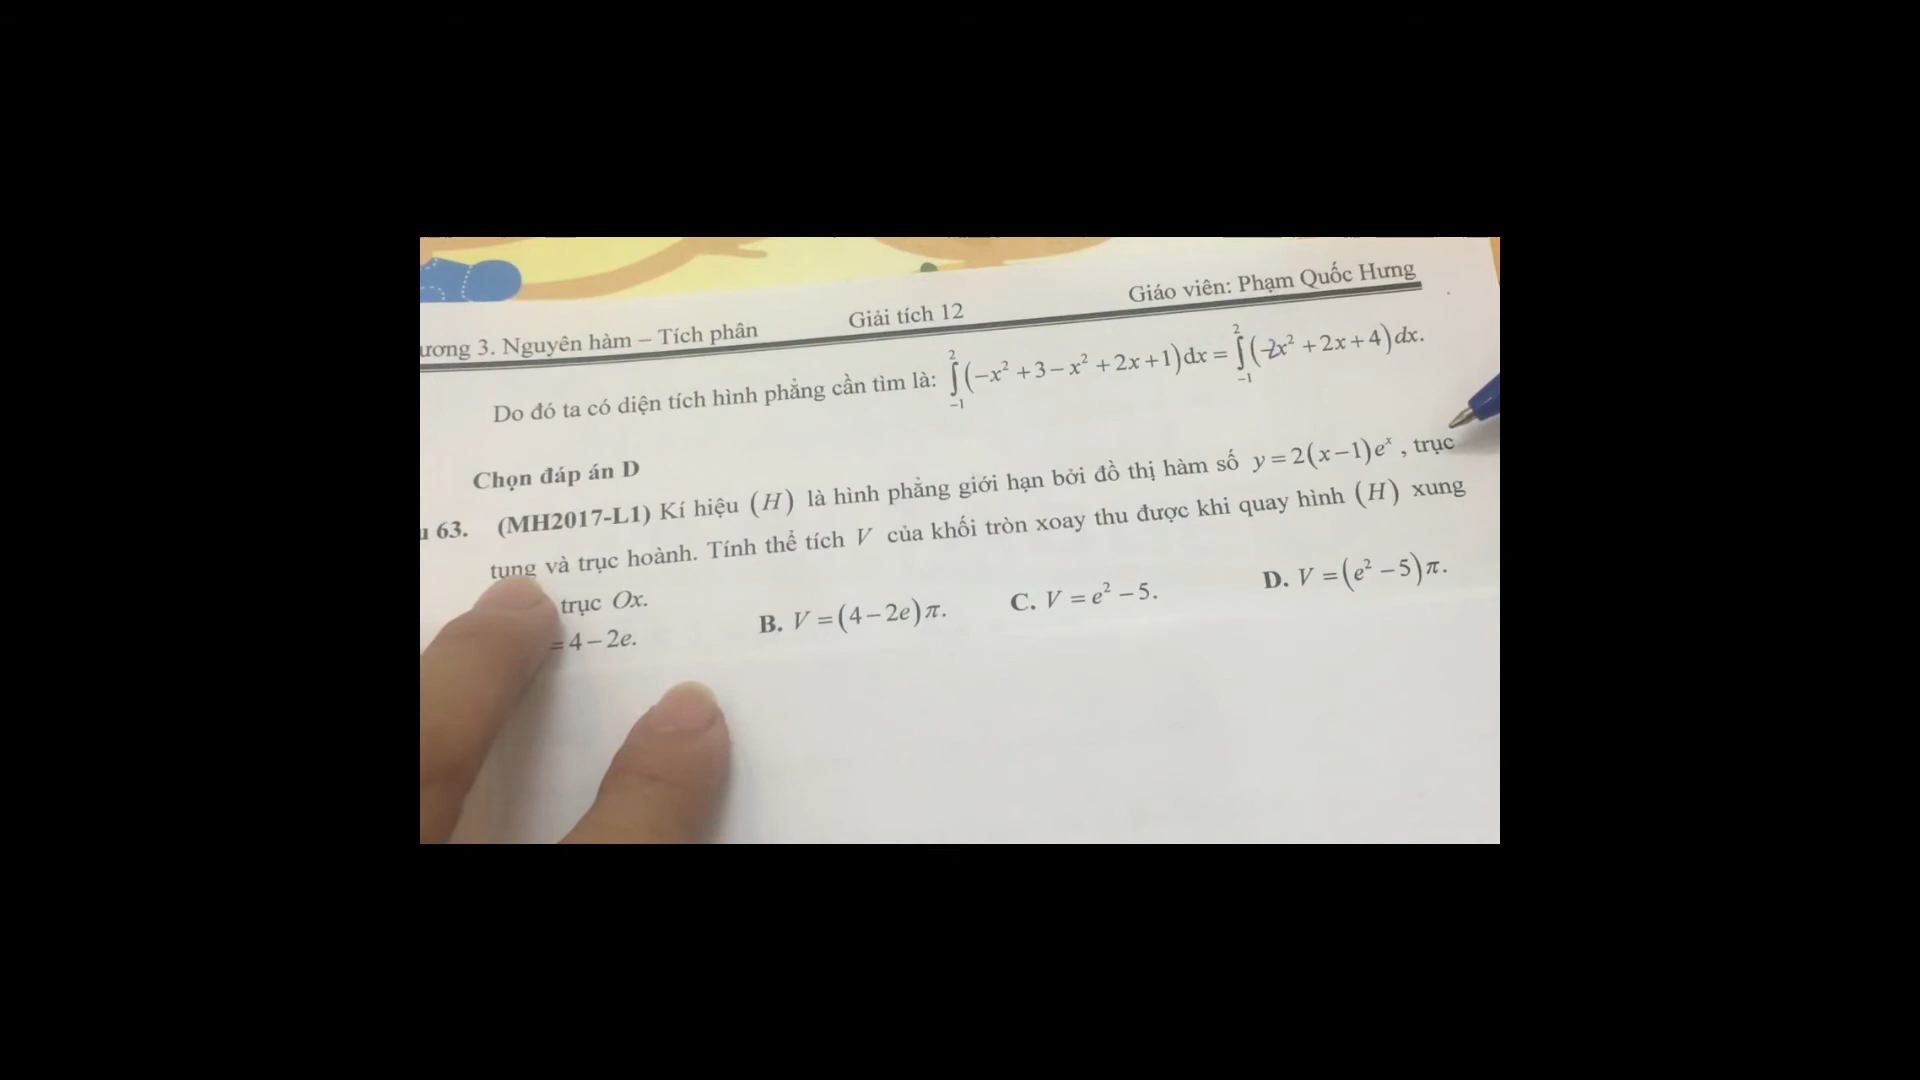 ương 3. Nguyên hàm – Tích phân Giải tích 12 Giáo viên: Phạm Quốc Hưng
Do đó ta có diện tích hình phẳng cần tìm là: ∫₋₁²(−x² + 3 − x² + 2x + 1)dx = ∫₋₁²(−2x² + 2x + 4)dx.
Chọn đáp án D
u 63. (MH2017-L1) Kí hiệu (H) là hình phẳng giới hạn bởi đồ thị hàm số y = 2(x−1)eˣ , trục
tung và trục hoành. Tính thể tích V của khối tròn xoay thu được khi quay hình (H) xung
trục Ox.
= 4 − 2e. B. V = (4 − 2e)π. C. V = e² − 5. D. V = (e² − 5)π.